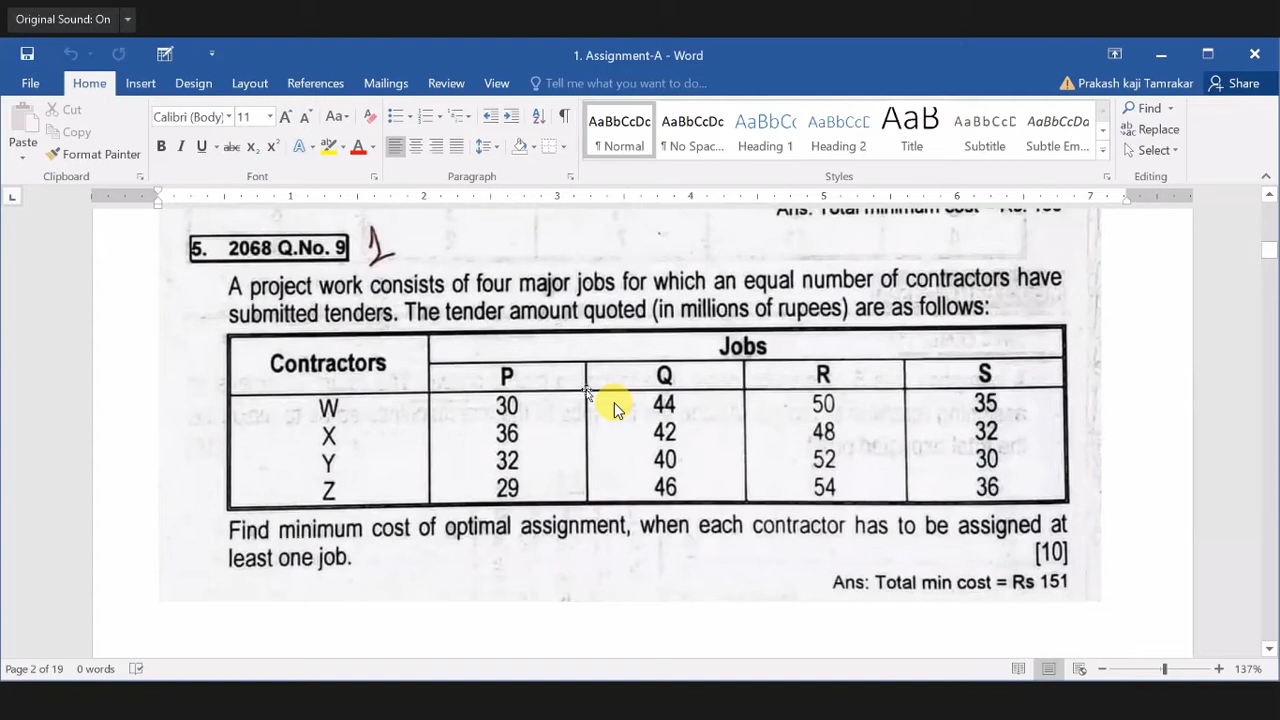 Original Sound: On
1. Assignment-A - Word
File Home Insert Design Layout References Mailings Review View Tell me what you want to do... Prakash kaji Tamrakar Share
Paste
Cut
Copy
Format Painter
Clipboard
Calibri (Body) 11
Font
Paragraph
AaBbCcDc AaBbCcDc AaBbCc AaBbCcD AaB AaBbCcD AaBbCcDa
¶ Normal ¶ No Spac... Heading 1 Heading 2 Title Subtitle Subtle Em...
Styles
Find
Replace
Select
Editing
1 2 3 4 5 6 7
5. 2068 Q.No. 9
A project work consists of four major jobs for which an equal number of contractors have
submitted tenders. The tender amount quoted (in millions of rupees) are as follows:
Contractors Jobs
P Q R S
W 30 44 50 35
X 36 42 48 32
Y 32 40 52 30
Z 29 46 54 36
Find minimum cost of optimal assignment, when each contractor has to be assigned at
least one job. [10]
Ans: Total min cost = Rs 151
Page 2 of 19 0 words 137%